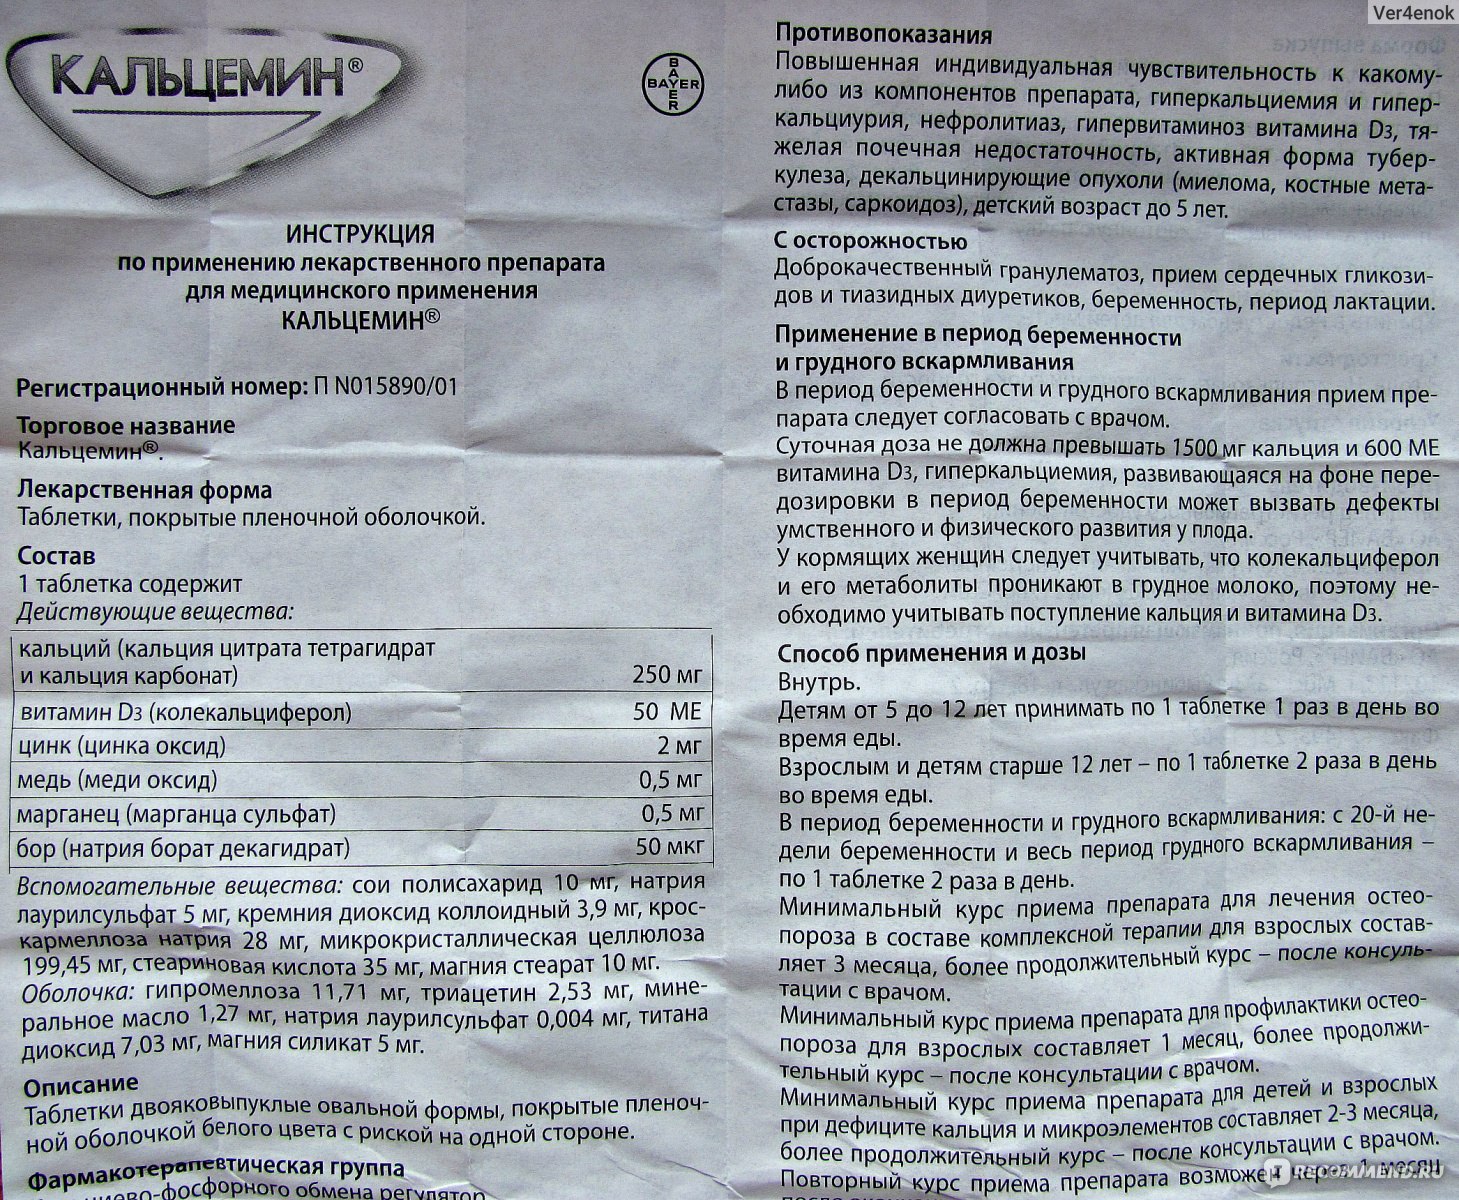 Ver4enok
КАЛЬЦЕМИН®
BAYER
BAYER
ИНСТРУКЦИЯ
по применению лекарственного препарата
для медицинского применения
КАЛЬЦЕМИН®
Регистрационный номер: П N015890/01
Торговое название
Кальцемин®.
Лекарственная форма
Таблетки, покрытые пленочной оболочкой.
Состав
1 таблетка содержит
Действующие вещества:
кальций (кальция цитрата тетрагидрат
и кальция карбонат) 250 мг
витамин D3 (колекальциферол) 50 МЕ
цинк (цинка оксид) 2 мг
медь (меди оксид) 0,5 мг
марганец (марганца сульфат) 0,5 мг
бор (натрия борат декагидрат) 50 мкг
Вспомогательные вещества: сои полисахарид 10 мг, натрия
лаурилсульфат 5 мг, кремния диоксид коллоидный 3,9 мг, крос-
кармеллоза натрия 28 мг, микрокристаллическая целлюлоза
199,45 мг, стеариновая кислота 35 мг, магния стеарат 10 мг.
Оболочка: гипромеллоза 11,71 мг, триацетин 2,53 мг, мине-
ральное масло 1,27 мг, натрия лаурилсульфат 0,004 мг, титана
диоксид 7,03 мг, магния силикат 5 мг.
Описание
Таблетки двояковыпуклые овальной формы, покрытые пленоч-
ной оболочкой белого цвета с риской на одной стороне.
Фармакотерапевтическая группа
обмена регулятор
Противопоказания
Повышенная индивидуальная чувствительность к какому-
либо из компонентов препарата, гиперкальциемия и гипер-
кальциурия, нефролитиаз, гипервитаминоз витамина D3, тя-
желая почечная недостаточность, активная форма тубер-
кулеза, декальцинирующие опухоли (миелома, костные мета-
стазы, саркоидоз), детский возраст до 5 лет.
С осторожностью
Доброкачественный гранулематоз, прием сердечных гликози-
дов и тиазидных диуретиков, беременность, период лактации.
Применение в период беременности
и грудного вскармливания
В период беременности и грудного вскармливания прием пре-
парата следует согласовать с врачом.
Суточная доза не должна превышать 1500 мг кальция и 600 МЕ
витамина D3, гиперкальциемия, развивающаяся на фоне пере-
дозировки в период беременности может вызвать дефекты
умственного и физического развития у плода.
У кормящих женщин следует учитывать, что колекальциферол
и его метаболиты проникают в грудное молоко, поэтому не-
обходимо учитывать поступление кальция и витамина D3.
Способ применения и дозы
Внутрь.
Детям от 5 до 12 лет принимать по 1 таблетке 1 раз в день во
время еды.
Взрослым и детям старше 12 лет – по 1 таблетке 2 раза в день
во время еды.
В период беременности и грудного вскармливания: с 20-й не-
дели беременности и весь период грудного вскармливания –
по 1 таблетке 2 раза в день.
Минимальный курс приема препарата для лечения остео-
пороза в составе комплексной терапии для взрослых состав-
ляет 3 месяца, более продолжительный курс – после консуль-
тации с врачом.
Минимальный курс приема препарата для профилактики остео-
пороза для взрослых составляет 1 месяц, более продолжи-
тельный курс – после консультации с врачом.
Минимальный курс приема препарата для детей и взрослых
при дефиците кальция и микроэлементов составляет 2-3 месяца,
более продолжительный курс – после консультации с врачом.
Повторный курс приема препарата возможен через 1 месяц
IRECOMMEND.RU